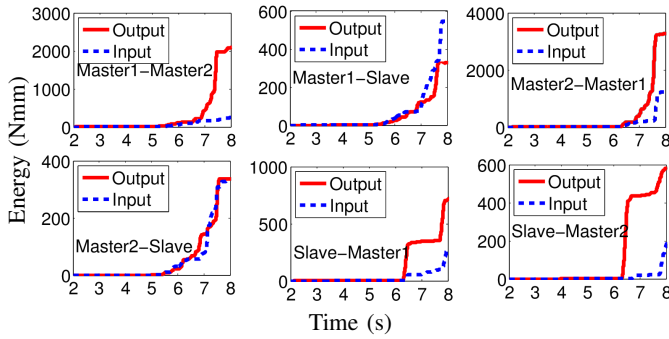 3000
2000
1000
0
Output
Input
Master1−Master2
2 3 4 5 6 7 8
600
400
200
0
Output
Input
Master1−Slave
2 3 4 5 6 7 8
4000
2000
0
Output
Input
Master2−Master1
2 3 4 5 6 7 8
Energy (Nmm)
400
200
0
Output
Input
Master2−Slave
2 3 4 5 6 7 8
1000
500
0
Output
Input
Slave−Master1
2 3 4 5 6 7 8
600
400
200
0
Output
Input
Slave−Master2
2 3 4 5 6 7 8
Time (s)